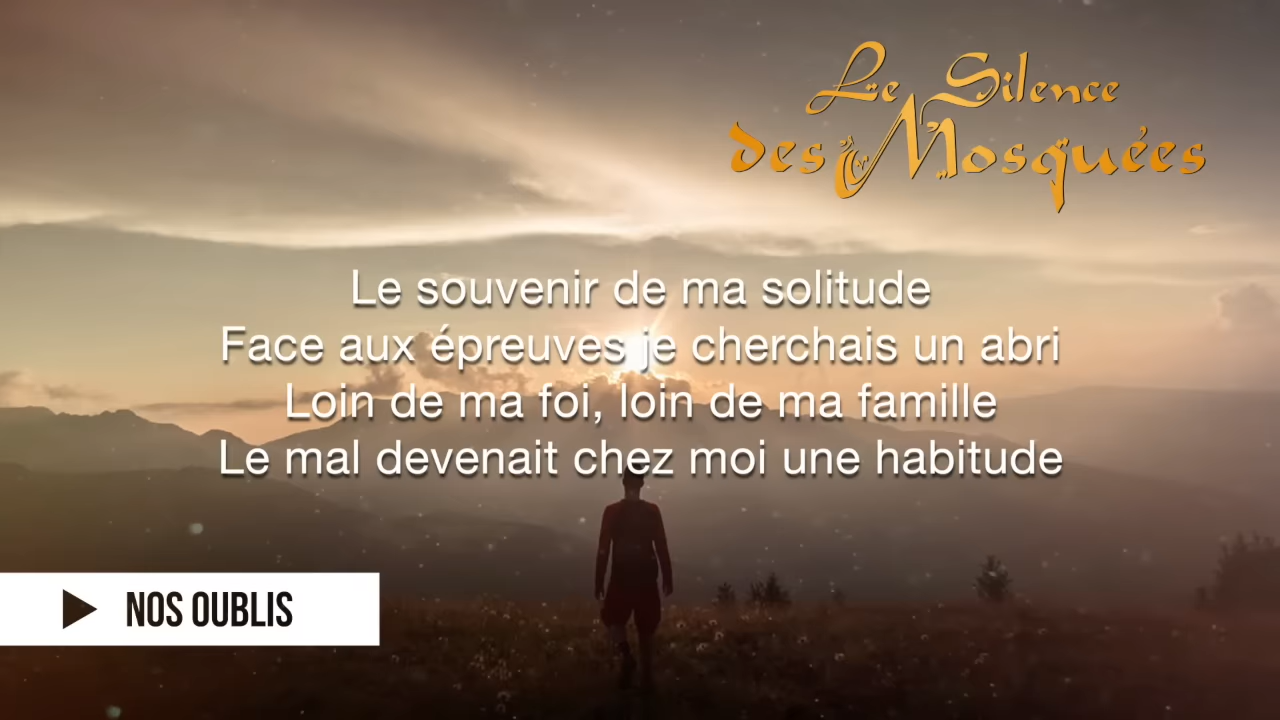 Le Silence
des Mosquées
Le souvenir de ma solitude
Face aux épreuves je cherchais un abri
Loin de ma foi, loin de ma famille
Le mal devenait chez moi une habitude
NOS OUBLIS